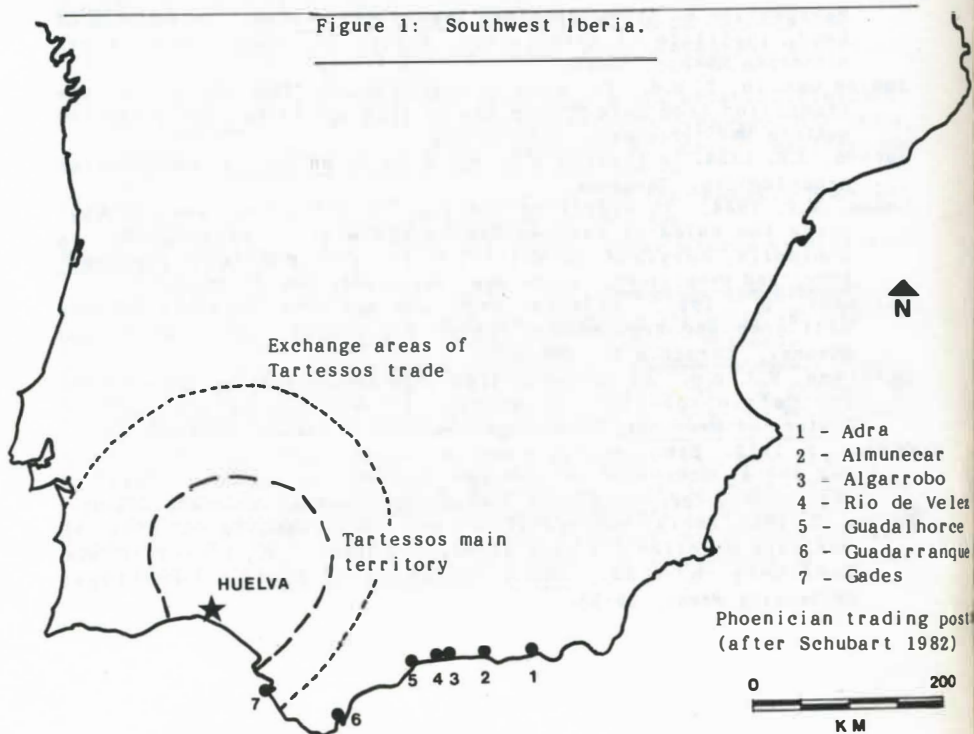 Figure 1: Southwest Iberia.
N
Exchange areas of
Tartessos trade
Tartessos main
territory
HUELVA
1 - Adra
2 - Almunecar
3 - Algarrobo
4 - Rio de Velez
5 - Guadalhorce
6 - Guadarranque
7 - Gades
Phoenician trading post
(after Schubart 1982)
5 4 3 2 1
7
6
0 200
KM